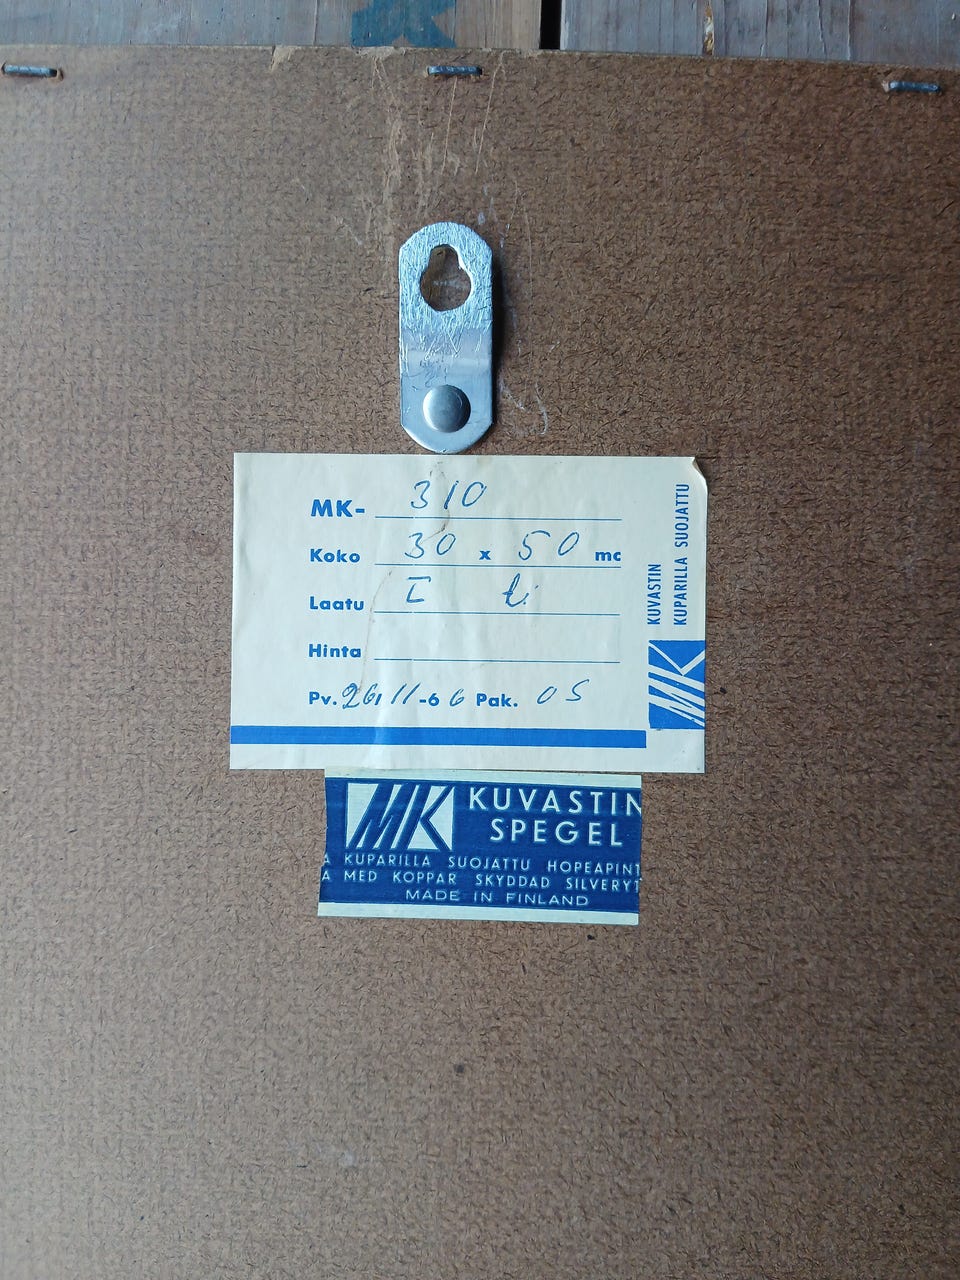 MK- 310
Koko 30 x 50 mc
Laatu I
Hinta
Pv. 26/11-66 Pak. 05
KUVASTIN
KUPARILLA SUOJATTU
MK
MK KUVASTIN
SPEGEL
A KUPARILLA SUOJATTU HOPEAPINT
A MED KOPPAR SKYDDAD SILVERYT
MADE IN FINLAND